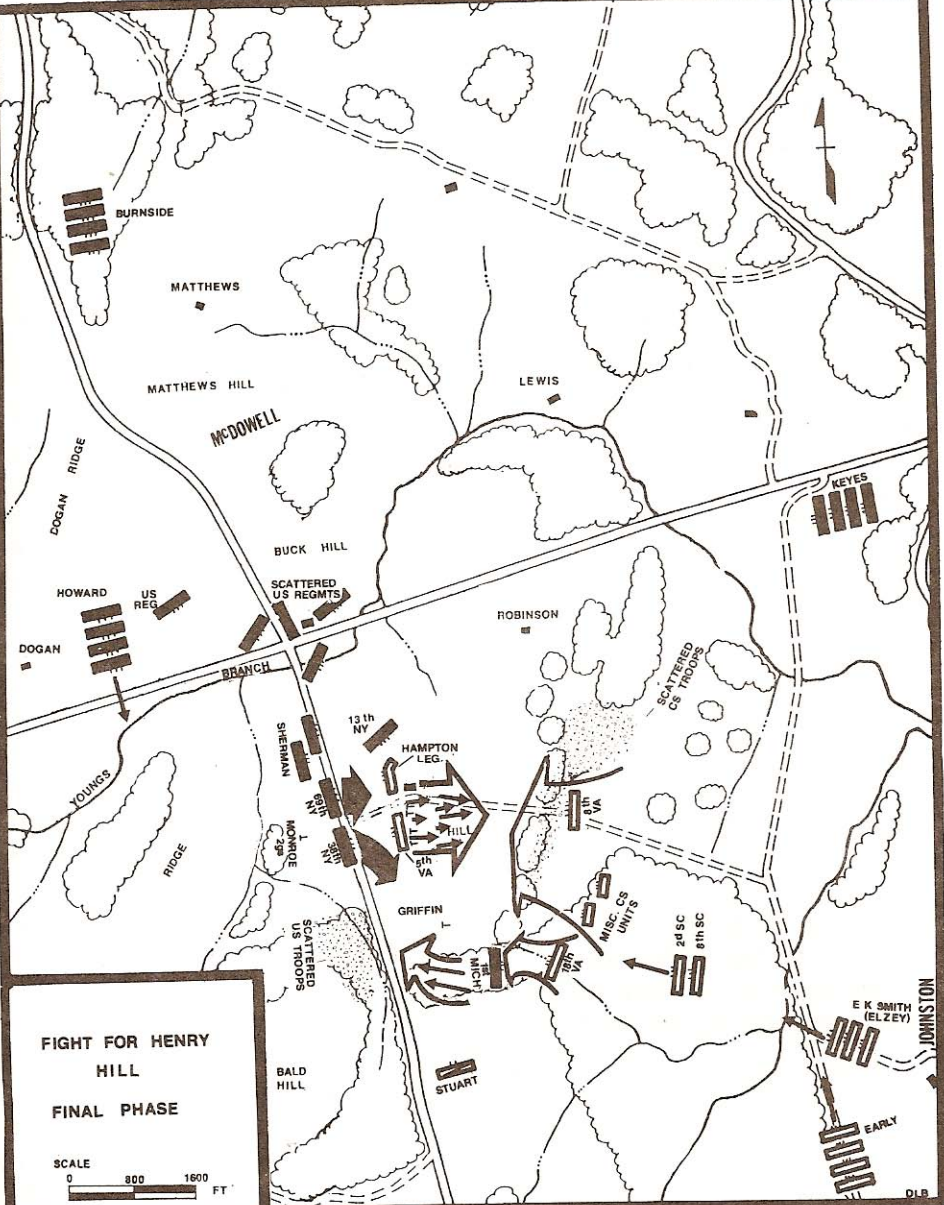 BURNSIDE
MATTHEWS
MATTHEWS HILL
McDOWELL
LEWIS
DOGAN RIDGE
KEYES
BUCK HILL
HOWARD
US
REG
SCATTERED
US REGMTS
ROBINSON
DOGAN
BRANCH
SCATTERED
CS TROOPS
SHERMAN
13th
NY
HAMPTON
LEG.
YOUNGS
69th
NY
HILL
6th
VA
MONROE
2gs
38th
NY
5th
VA
RIDGE
GRIFFIN
MISC. CS
UNITS
2d SC
8th SC
SCATTERED
US TROOPS
1st
MICH
18th
VA
E K SMITH
(ELZEY)
JOHNSTON
BALD
HILL
STUART
EARLY
FIGHT FOR HENRY
HILL
FINAL PHASE
SCALE
0 800 1600
FT
DLB